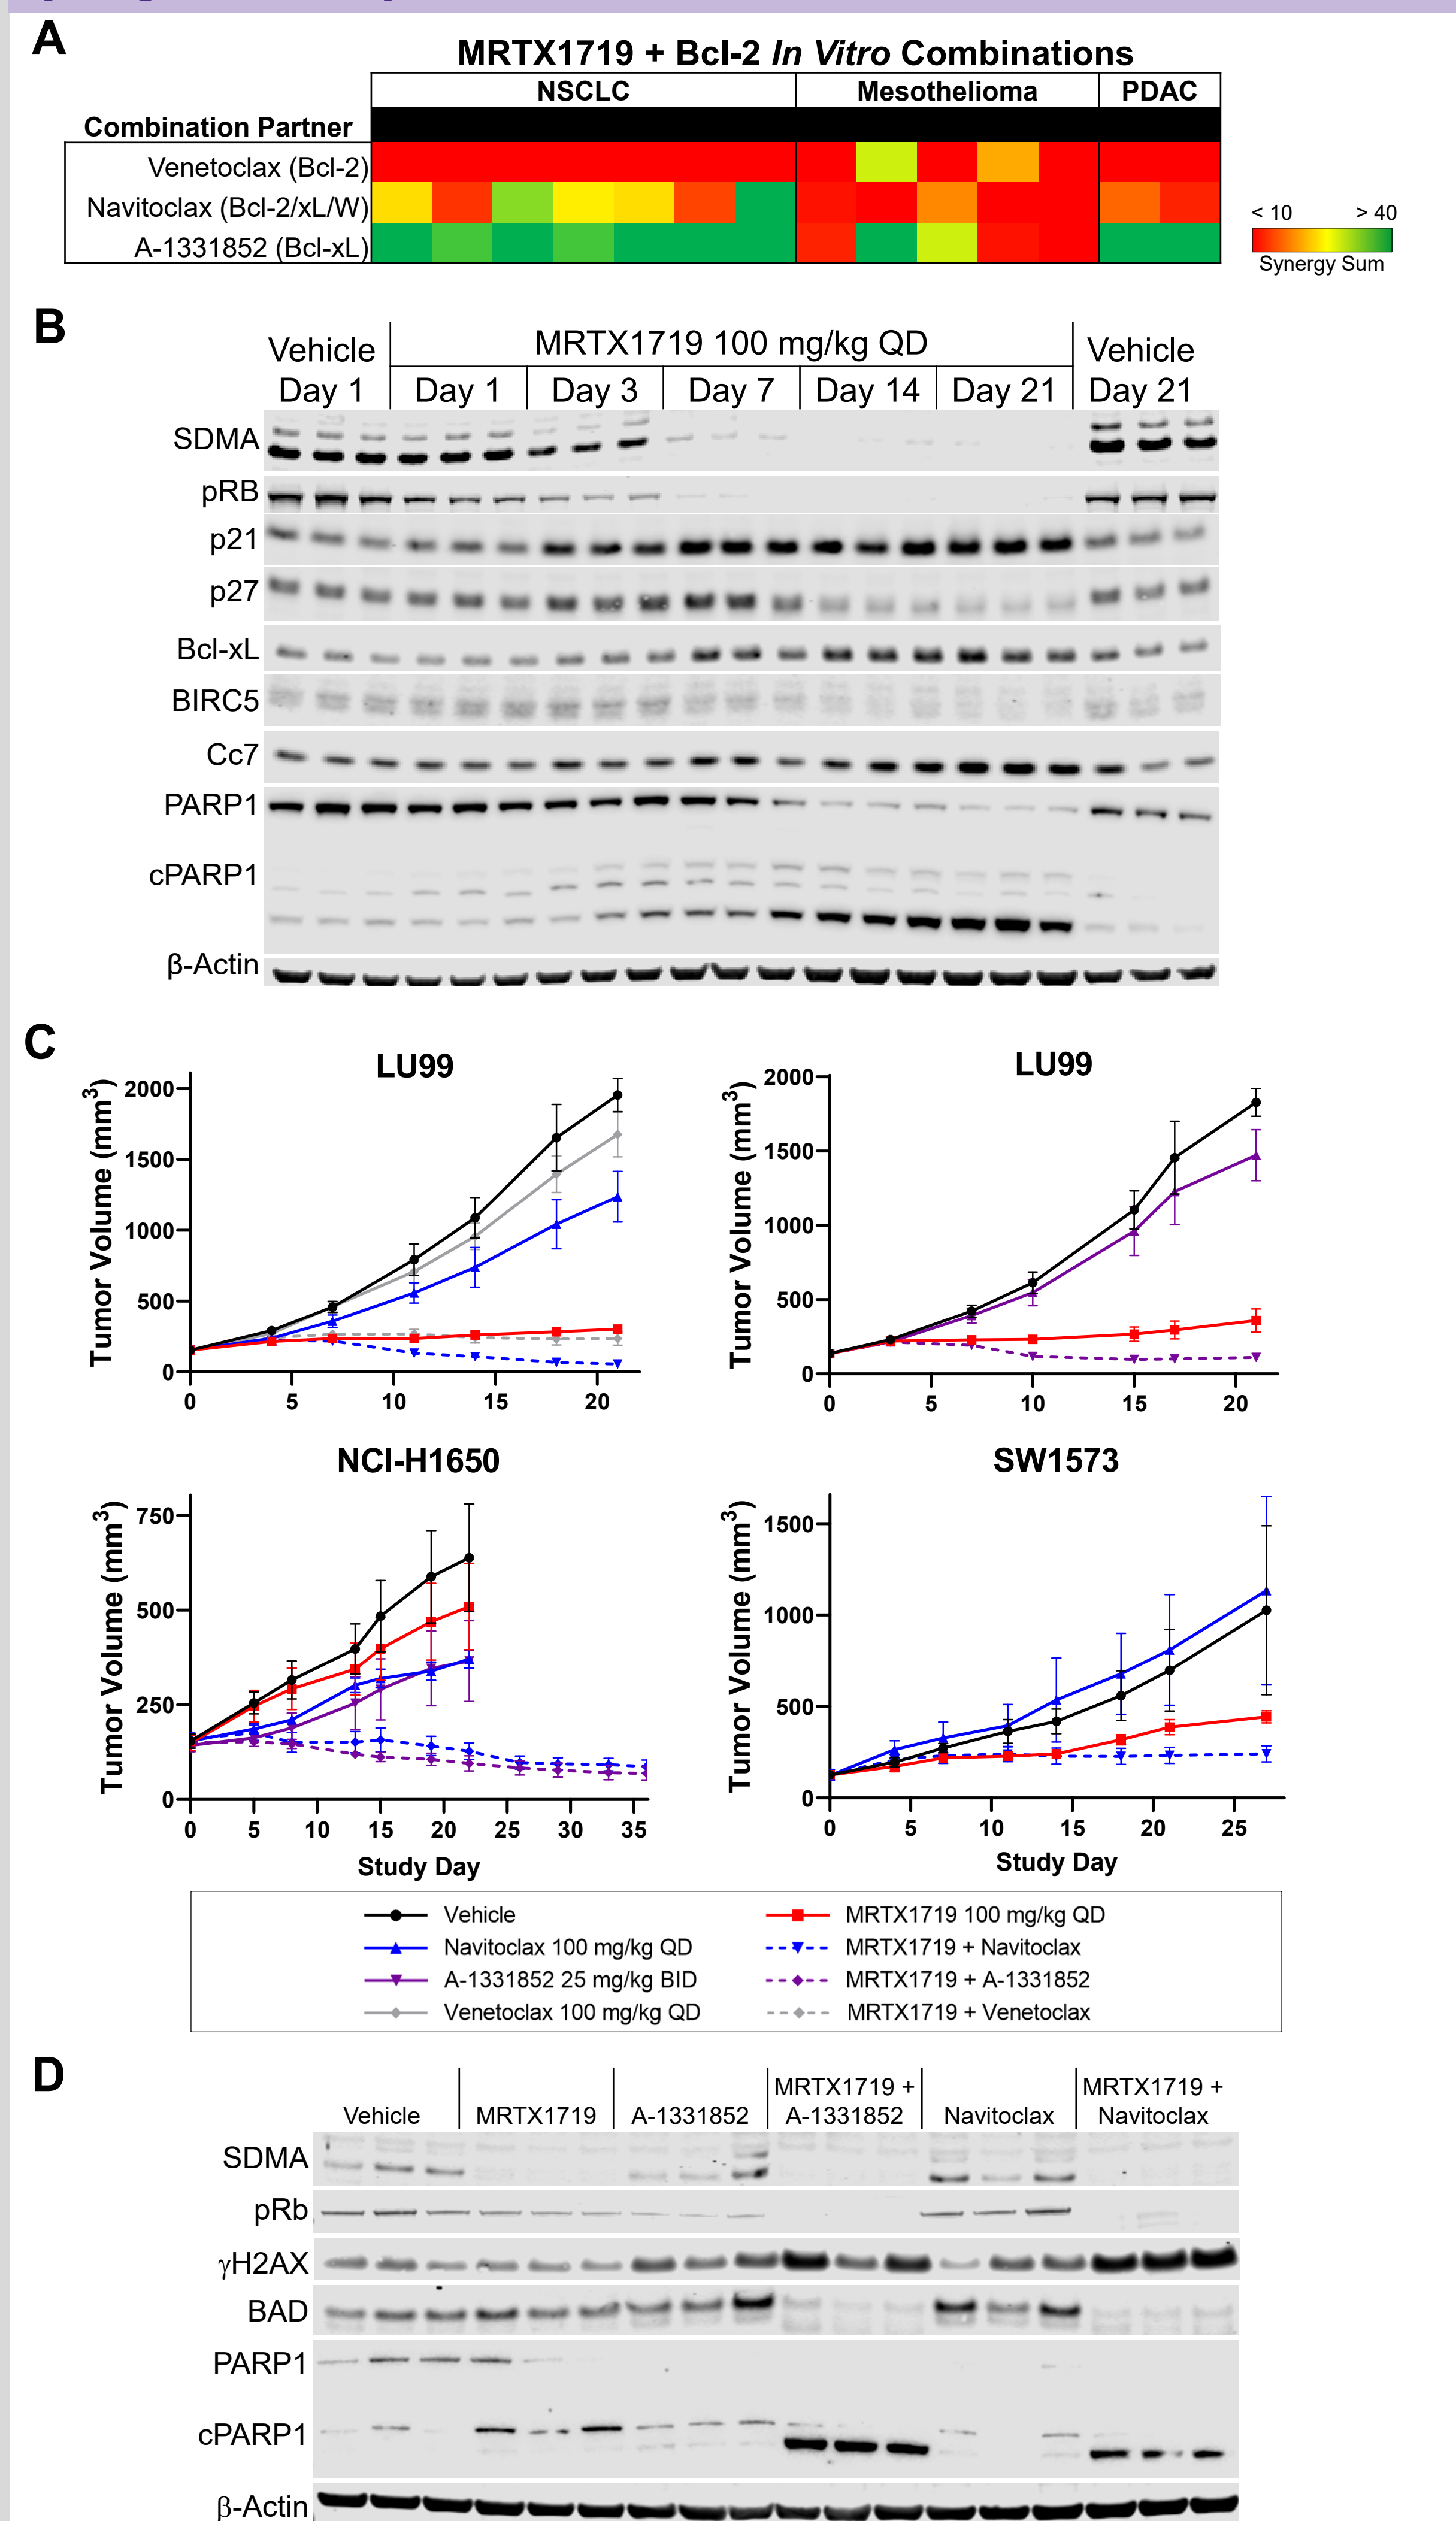 A
MRTX1719 + Bcl-2 In Vitro Combinations
NSCLC Mesothelioma PDAC
Combination Partner
Venetoclax (Bcl-2)
Navitoclax (Bcl-2/xL/W)
A-1331852 (Bcl-xL)
< 10 > 40
Synergy Sum
B
Vehicle MRTX1719 100 mg/kg QD Vehicle
Day 1 Day 1 Day 3 Day 7 Day 14 Day 21 Day 21
SDMA
pRB
p21
p27
Bcl-xL
BIRC5
Cc7
PARP1
cPARP1
β-Actin
C
LU99
Tumor Volume (mm³)
2000
1500
1000
500
0
0 5 10 15 20
LU99
Tumor Volume (mm³)
2000
1500
1000
500
0
0 5 10 15 20
NCI-H1650
Tumor Volume (mm³)
750
500
250
0
0 5 10 15 20 25 30 35
Study Day
SW1573
Tumor Volume (mm³)
1500
1000
500
0
0 5 10 15 20 25
Study Day
Vehicle MRTX1719 100 mg/kg QD
Navitoclax 100 mg/kg QD MRTX1719 + Navitoclax
A-1331852 25 mg/kg BID MRTX1719 + A-1331852
Venetoclax 100 mg/kg QD MRTX1719 + Venetoclax
D
Vehicle MRTX1719 A-1331852 MRTX1719 + A-1331852 Navitoclax MRTX1719 + Navitoclax
SDMA
pRb
γH2AX
BAD
PARP1
cPARP1
β-Actin